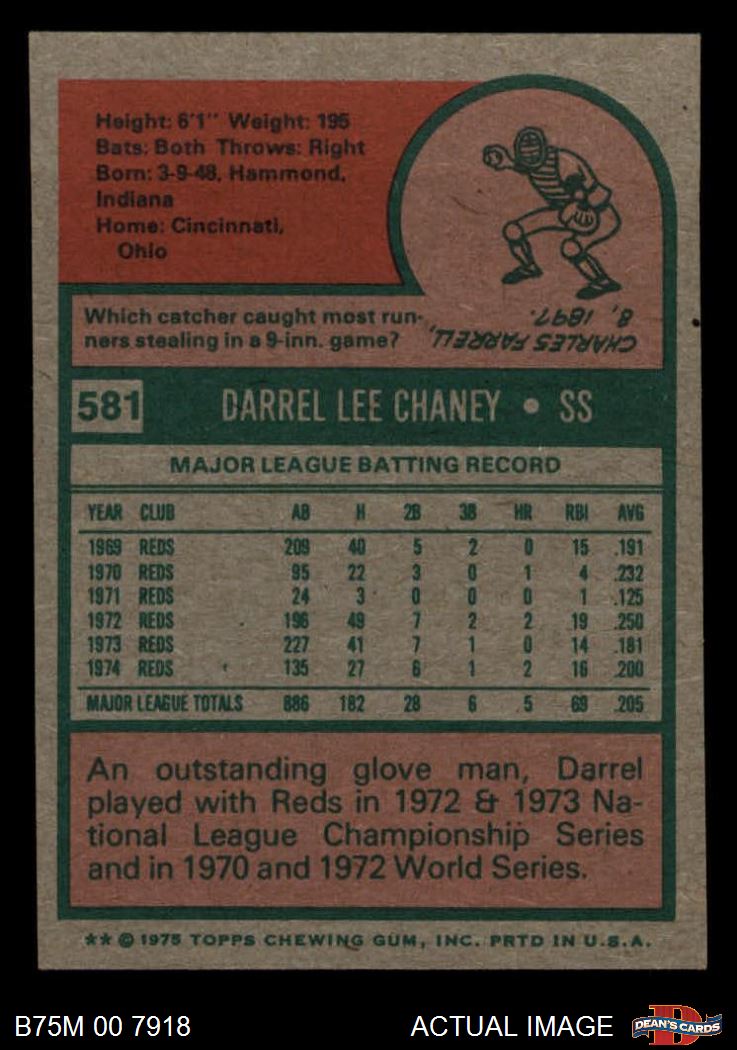 Height: 6'1" Weight: 195
Bats: Both Throws: Right
Born: 3-9-48, Hammond,
Indiana
Home: Cincinnati,
Ohio
Which catcher caught most run-
ners stealing in a 9-inn. game?
CHARLES FARRELL,
8, 1897.
581 DARREL LEE CHANEY • SS
MAJOR LEAGUE BATTING RECORD
YEAR CLUB AB H 2B 3B HR RBI AVG
1969 REDS 209 40 5 2 0 15 .191
1970 REDS 95 22 3 0 1 4 .232
1971 REDS 24 3 0 0 0 1 .125
1972 REDS 196 49 7 2 2 19 .250
1973 REDS 227 41 7 1 0 14 .181
1974 REDS 135 27 6 1 2 16 .200
MAJOR LEAGUE TOTALS 886 182 28 6 5 69 .205
An outstanding glove man, Darrel
played with Reds in 1972 & 1973 Na-
tional League Championship Series
and in 1970 and 1972 World Series.
** © 1975 TOPPS CHEWING GUM, INC. PRTD IN U.S.A.
B75M 00 7918 ACTUAL IMAGE
DEAN'S CARDS